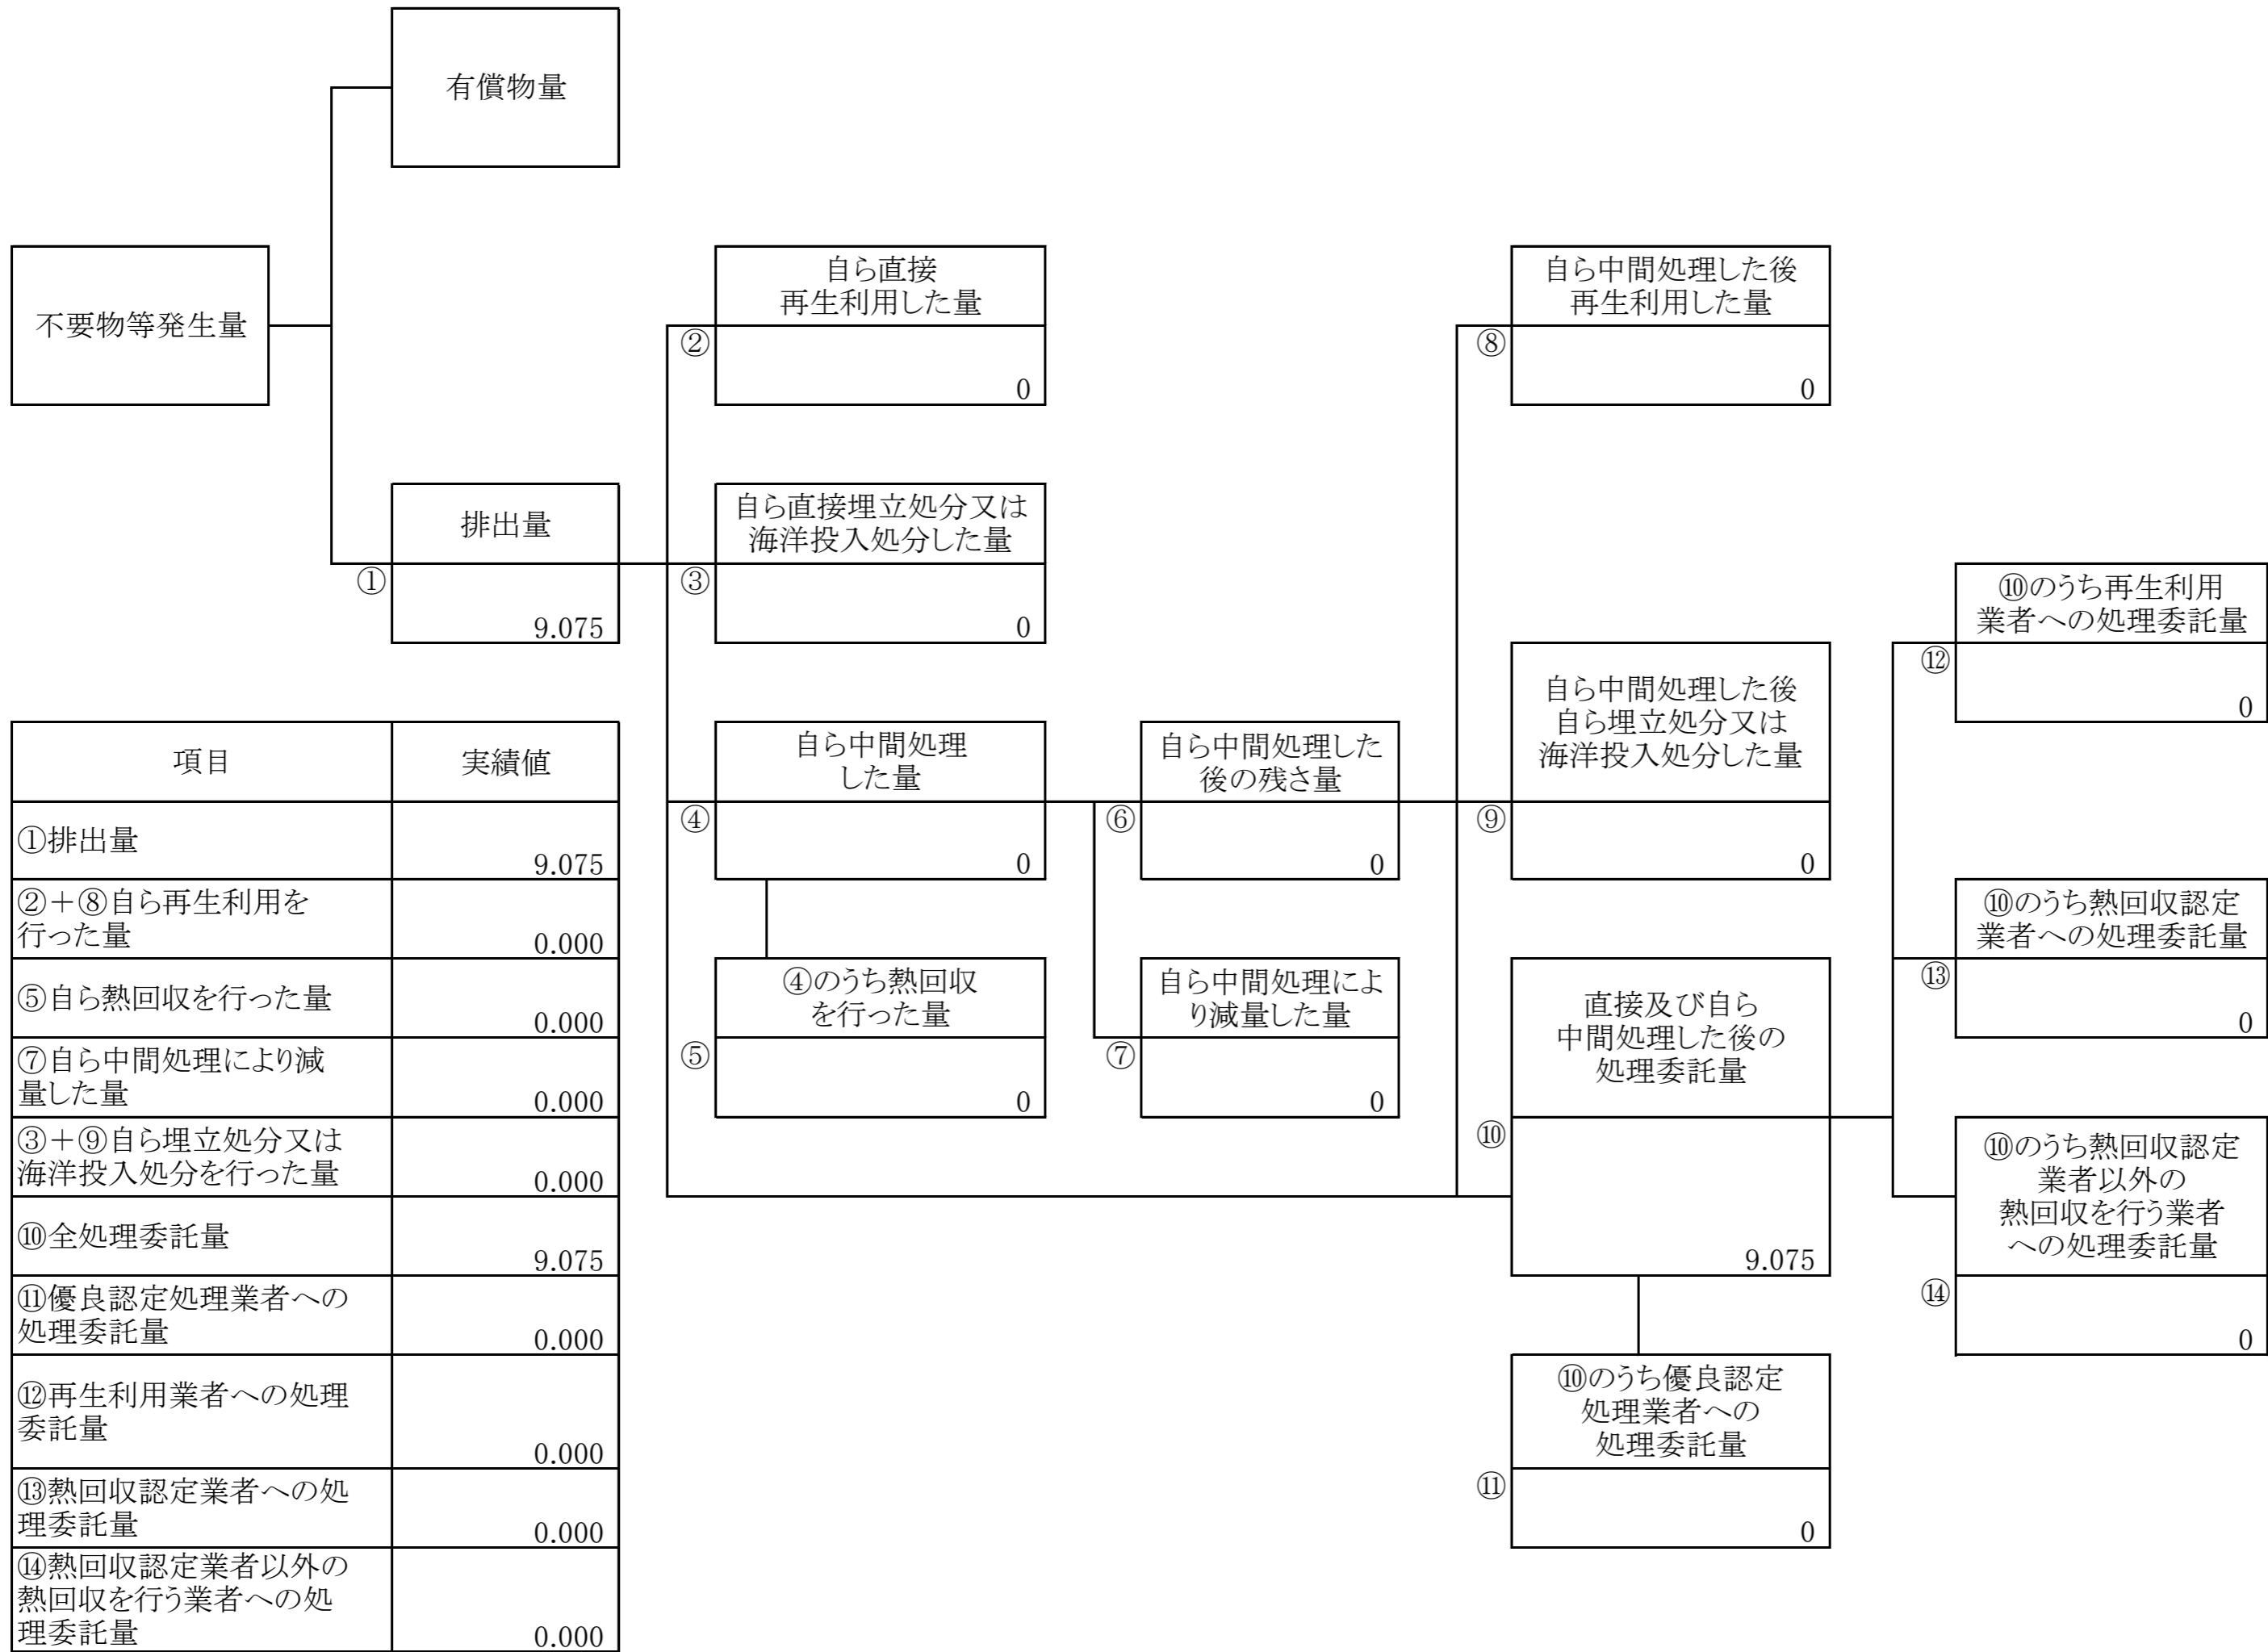 有償物量
不要物等発生量
自ら直接
再生利用した量
②
0
自ら中間処理した後
再生利用した量
⑧
0
排出量
①
9.075
自ら直接埋立処分又は
海洋投入処分した量
③
0
⑩のうち再生利用
業者への処理委託量
⑫
0
自ら中間処理
した量
④
0
自ら中間処理した
後の残さ量
⑥
0
自ら中間処理した後
自ら埋立処分又は
海洋投入処分した量
⑨
0
⑩のうち熱回収認定
業者への処理委託量
⑬
0
④のうち熱回収
を行った量
⑤
0
自ら中間処理によ
り減量した量
⑦
0
直接及び自ら
中間処理した後の
処理委託量
⑩
9.075
⑩のうち熱回収認定
業者以外の
熱回収を行う業者
への処理委託量
⑭
0
⑩のうち優良認定
処理業者への
処理委託量
⑪
0
項目 実績値
①排出量
9.075
②+⑧自ら再生利用を
行った量
0.000
⑤自ら熱回収を行った量
0.000
⑦自ら中間処理により減
量した量
0.000
③+⑨自ら埋立処分又は
海洋投入処分を行った量
0.000
⑩全処理委託量
9.075
⑪優良認定処理業者への
処理委託量
0.000
⑫再生利用業者への処理
委託量
0.000
⑬熱回収認定業者への処
理委託量
0.000
⑭熱回収認定業者以外の
熱回収を行う業者への処
理委託量
0.000